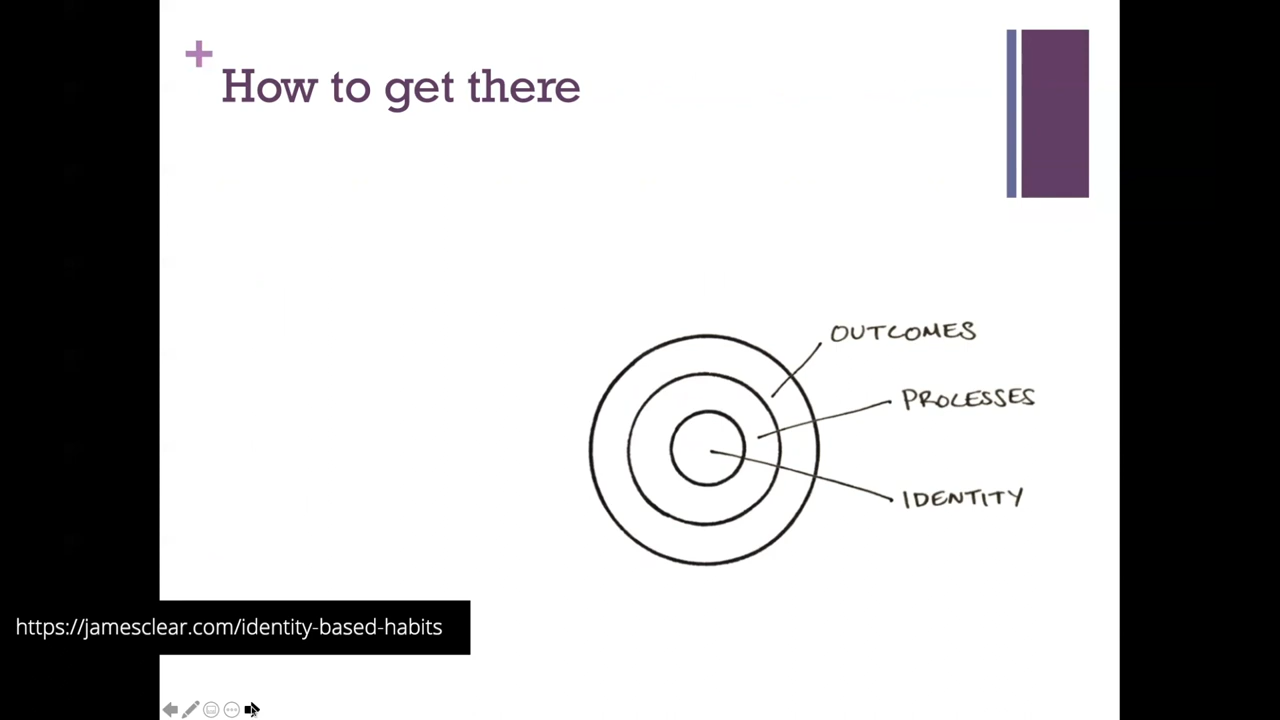 +
How to get there
OUTCOMES
PROCESSES
IDENTITY
https://jamesclear.com/identity-based-habits